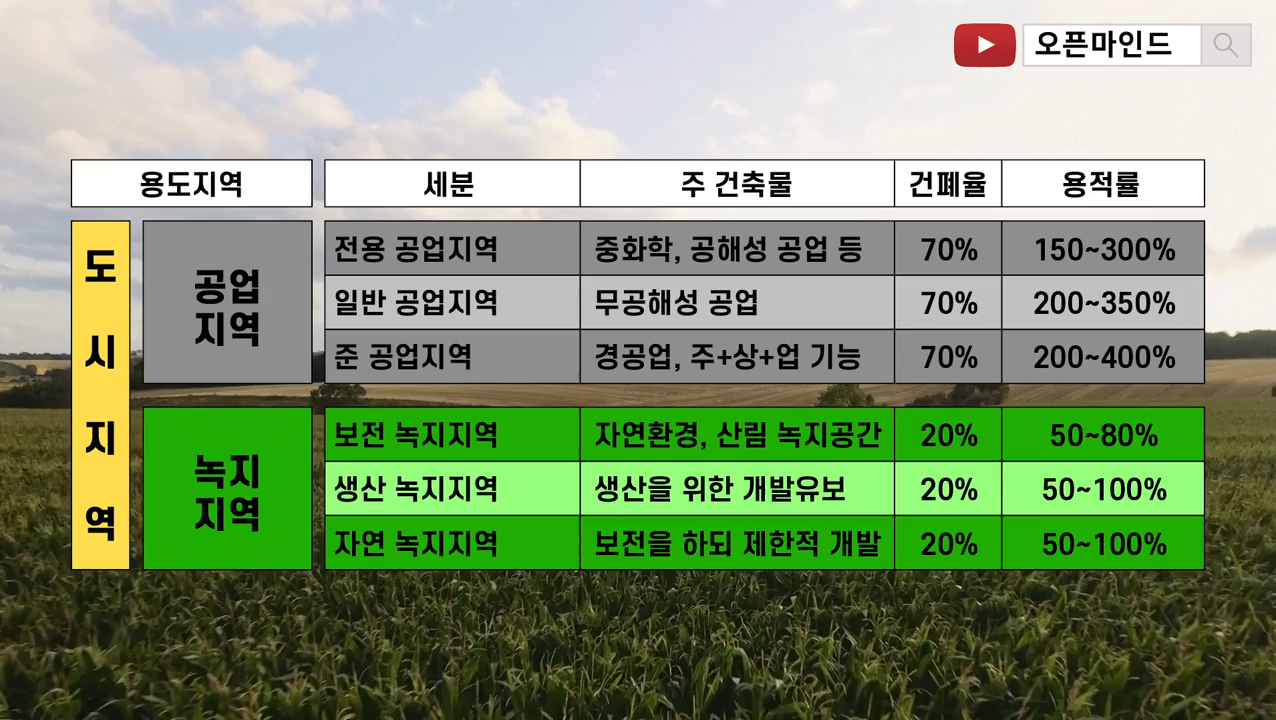 오픈마인드
용도지역 세분 주 건축물 건폐율 용적률
도시지역
공업지역
전용 공업지역 중화학, 공해성 공업 등 70% 150~300%
일반 공업지역 무공해성 공업 70% 200~350%
준 공업지역 경공업, 주+상+업 기능 70% 200~400%
녹지지역
보전 녹지지역 자연환경, 산림 녹지공간 20% 50~80%
생산 녹지지역 생산을 위한 개발유보 20% 50~100%
자연 녹지지역 보전을 하되 제한적 개발 20% 50~100%